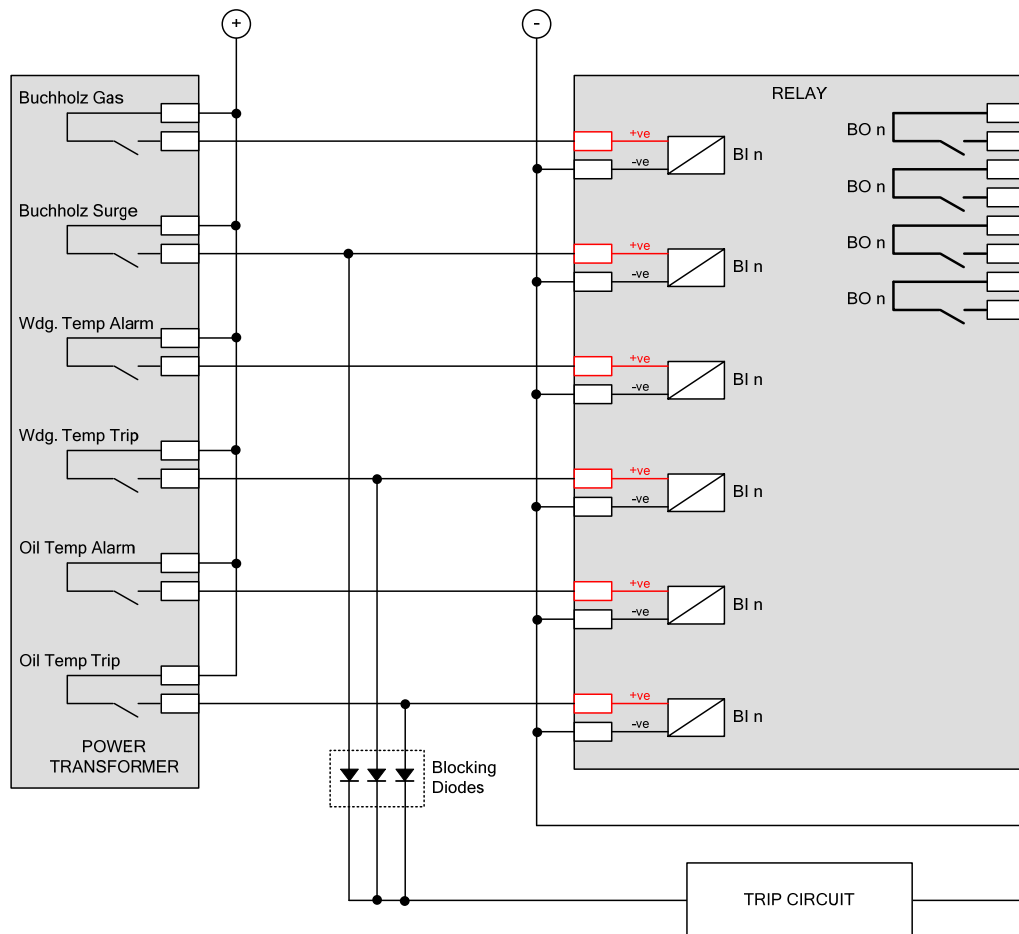 +
-
Buchholz Gas
RELAY
BO n
+ve
-ve
BI n
BO n
Buchholz Surge
BO n
+ve
-ve
BI n
BO n
Wdg. Temp Alarm
+ve
-ve
BI n
Wdg. Temp Trip
+ve
-ve
BI n
Oil Temp Alarm
+ve
-ve
BI n
Oil Temp Trip
+ve
-ve
BI n
POWER
TRANSFORMER
Blocking
Diodes
TRIP CIRCUIT